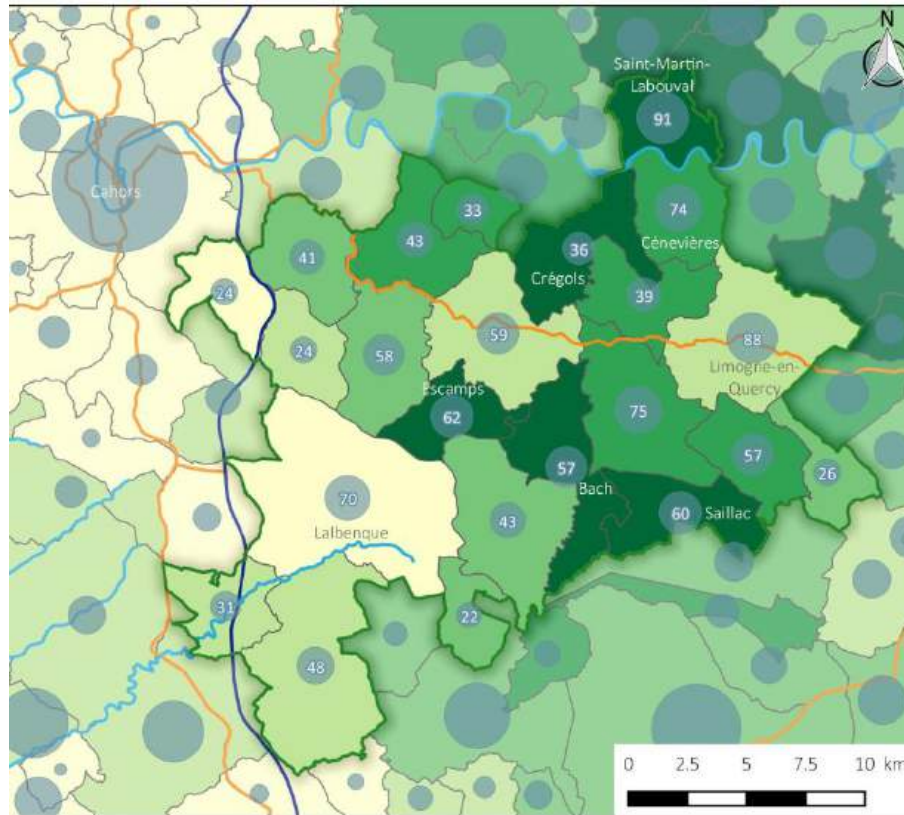 N
Saint-Martin-
Labouval
91
Cahors
33
74
43
Cénevières
41
36
Crégols
24
39
59
88
24
58
Limogne-en-
Quercy
Escamps
62
75
57
57
26
Bach
70
43
60
Saillac
Lalbenque
31
22
48
0 2.5 5 7.5 10 km